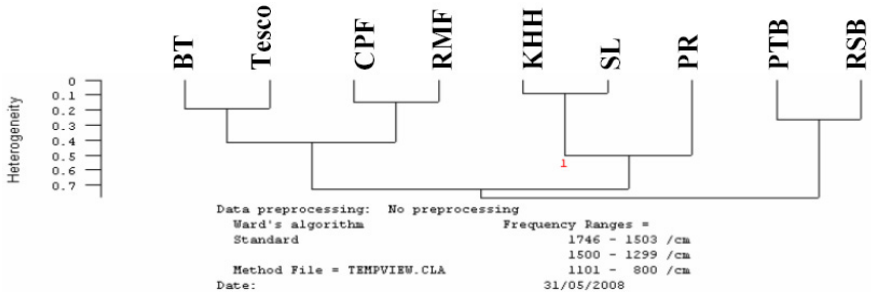 BT Tesco CPF RMF KHH SL PR PTB RSB
Heterogeneity
0
0.1
0.2
0.3
0.4
0.5
0.6
0.7
1
Data preprocessing: No preprocessing
Ward's algorithm Frequency Ranges =
Standard 1746 - 1503 /cm
1500 - 1299 /cm
Method File = TEMPVIEW.CLA 1101 - 800 /cm
Date: 31/05/2008